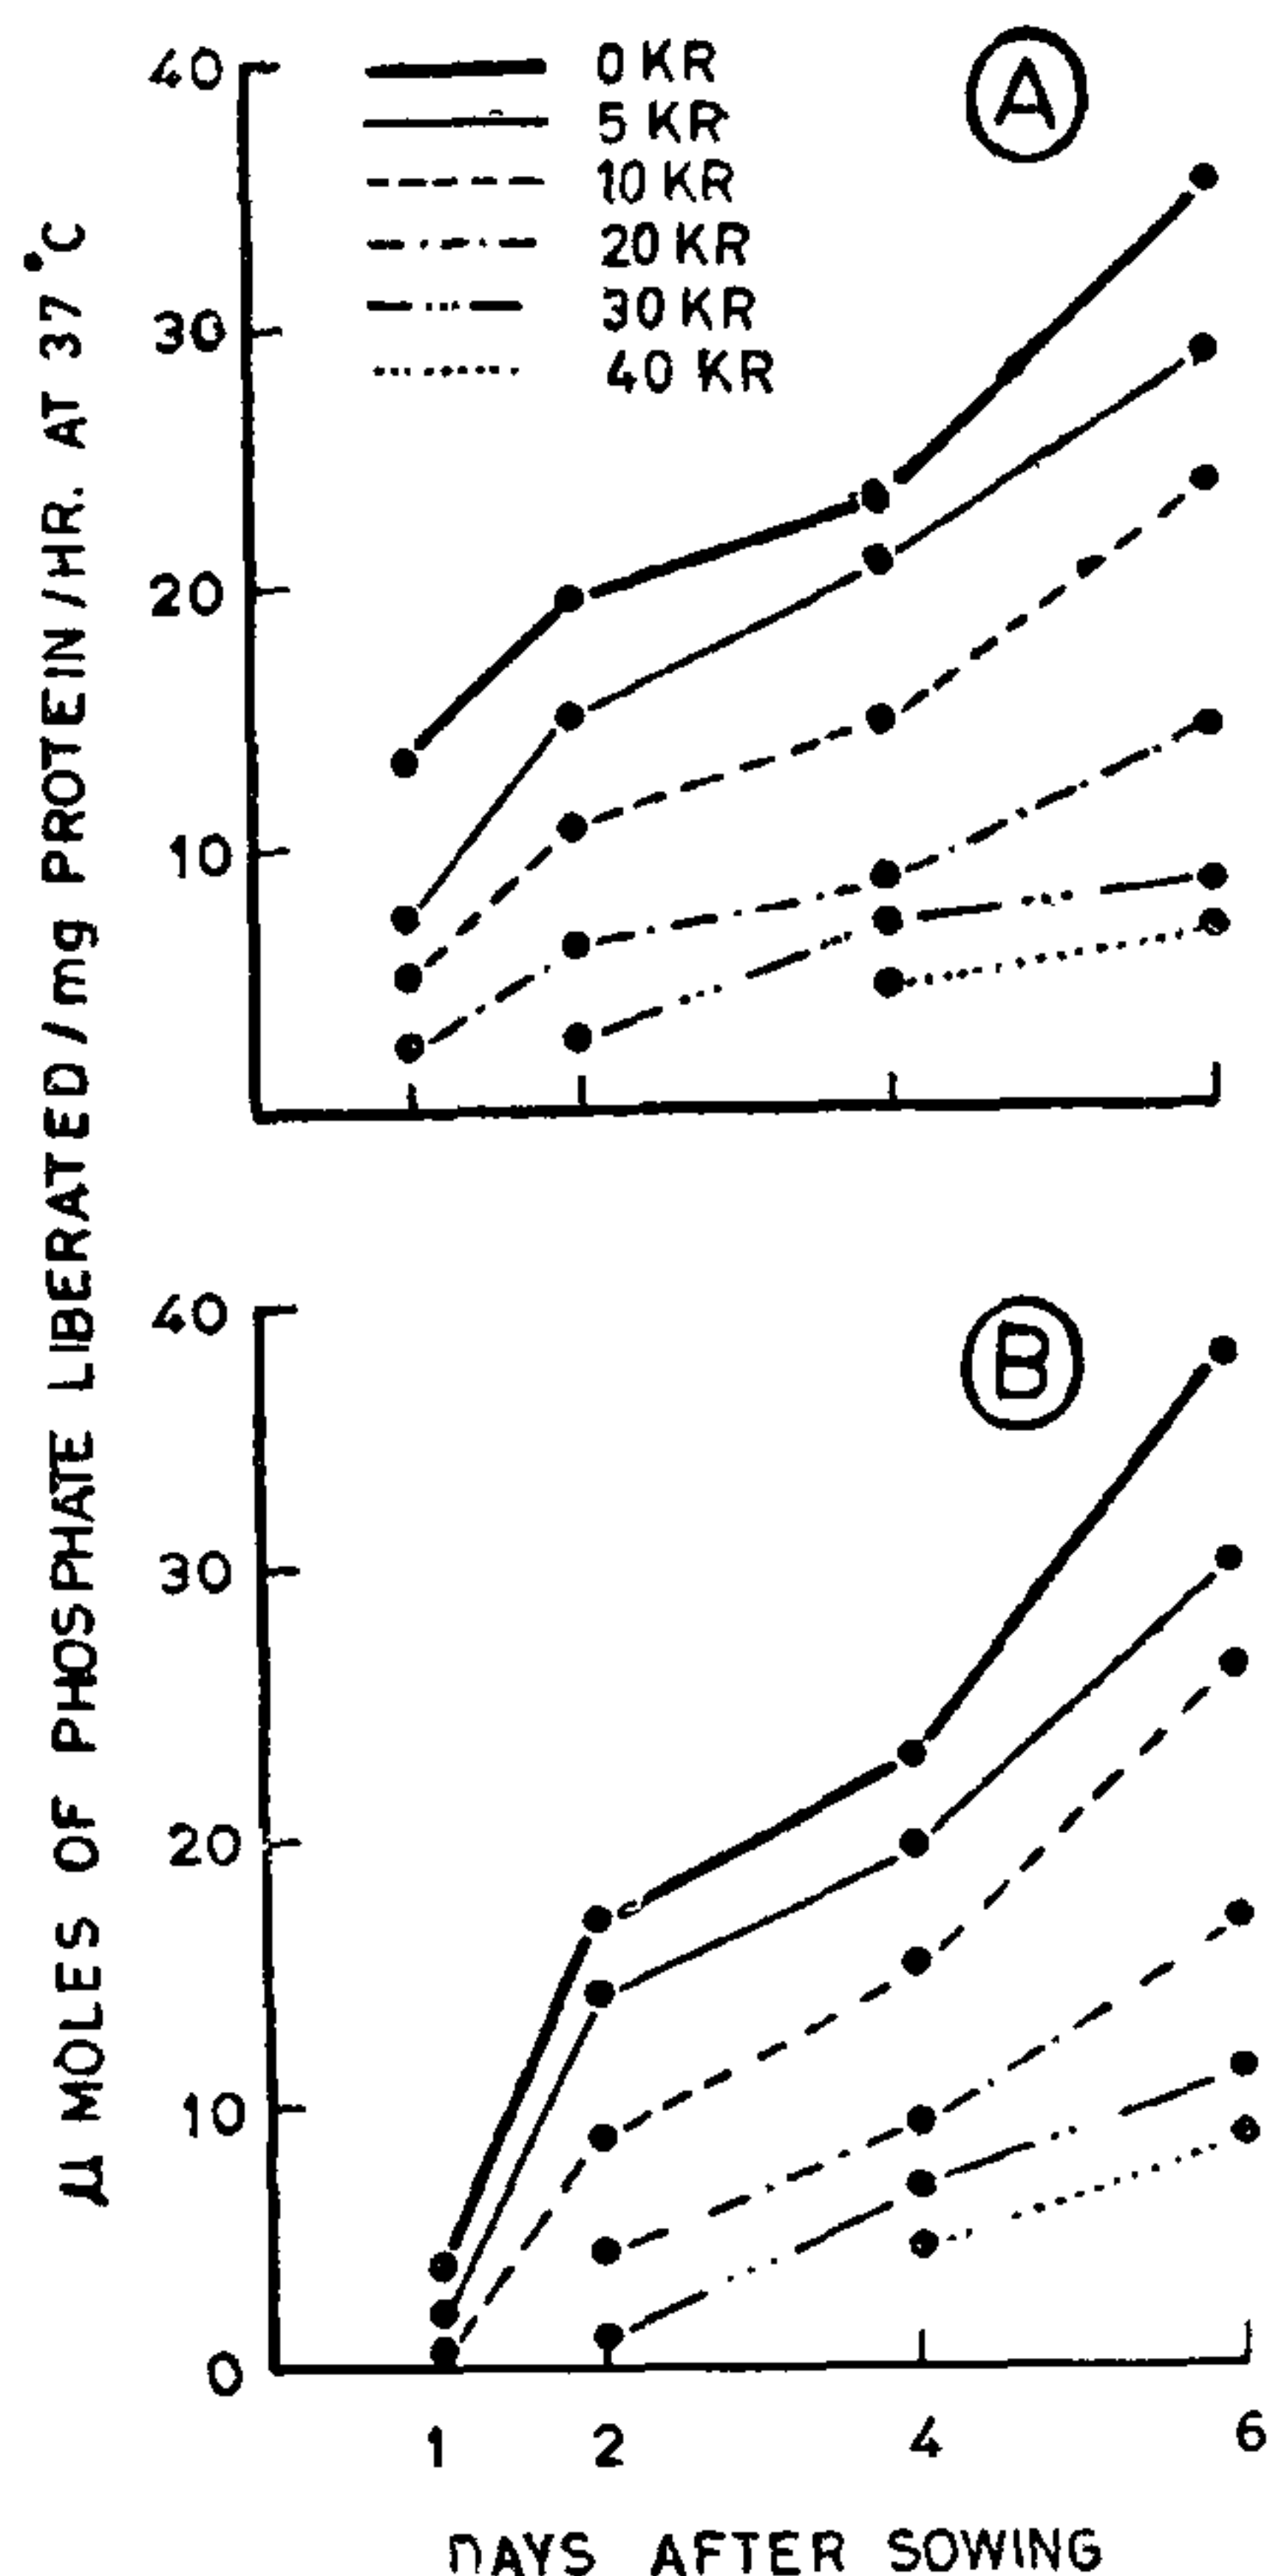 µ MOLES OF PHOSPHATE LIBERATED/mg PROTEIN/HR. AT 37°C
40
30
20
10
0 KR
5 KR
10 KR
20 KR
30 KR
40 KR
A
40
30
20
10
0
B
1 2 4 6
DAYS AFTER SOWING